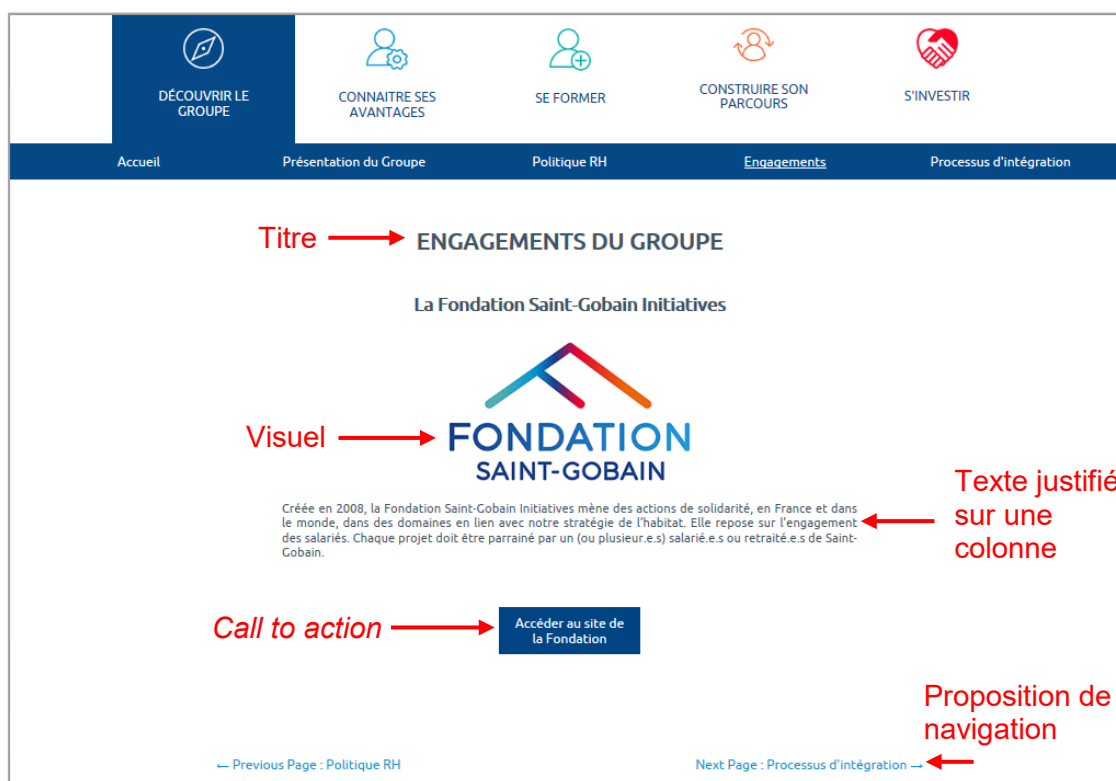 DÉCOUVRIR LE
GROUPE
CONNAITRE SES
AVANTAGES
SE FORMER
CONSTRUIRE SON
PARCOURS
S'INVESTIR
Accueil
Présentation du Groupe
Politique RH
Engagements
Processus d'intégration
Titre
ENGAGEMENTS DU GROUPE
La Fondation Saint-Gobain Initiatives
Visuel
FONDATION
SAINT-GOBAIN
Créée en 2008, la Fondation Saint-Gobain Initiatives mène des actions de solidarité, en France et dans
le monde, dans des domaines en lien avec notre stratégie de l'habitat. Elle repose sur l'engagement
des salariés. Chaque projet doit être parrainé par un (ou plusieur.e.s) salarié.e.s ou retraité.e.s de Saint-
Gobain.
Texte justifié
sur une
colonne
Call to action
Accéder au site de
la Fondation
Proposition de
navigation
← Previous Page : Politique RH
Next Page : Processus d'intégration →